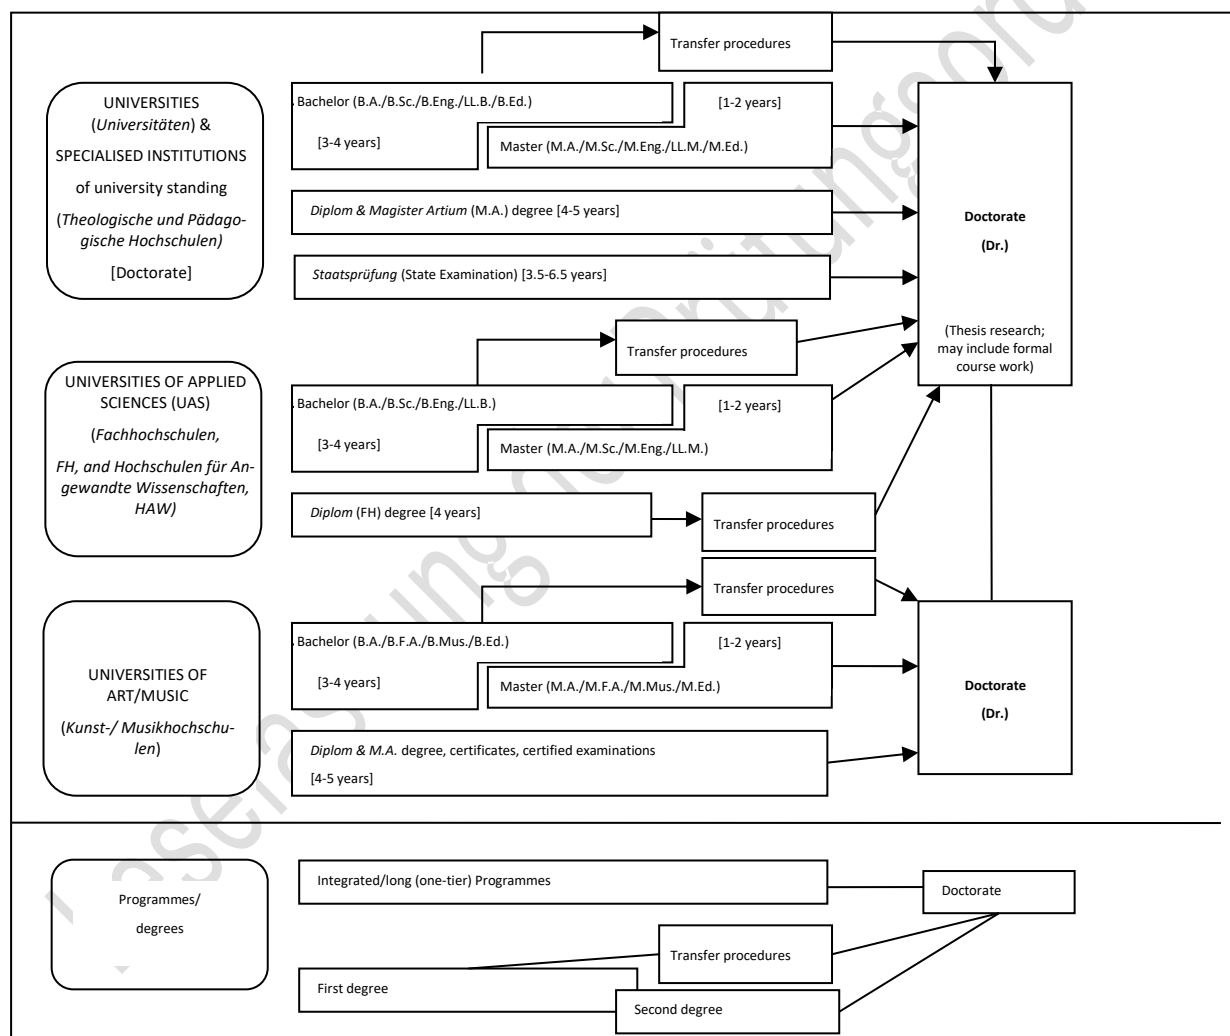 Transfer procedures
UNIVERSITIES
(Universitäten) &
SPECIALISED INSTITUTIONS
of university standing
(Theologische und Pädago-
gische Hochschulen)
[Doctorate]
Bachelor (B.A./B.Sc./B.Eng./LL.B./B.Ed.)
[3-4 years]
[1-2 years]
Master (M.A./M.Sc./M.Eng./LL.M./M.Ed.)
Diplom & Magister Artium (M.A.) degree [4-5 years]
Staatsprüfung (State Examination) [3.5-6.5 years]
Doctorate
(Dr.)
(Thesis research;
may include formal
course work)
Transfer procedures
UNIVERSITIES OF APPLIED
SCIENCES (UAS)
(Fachhochschulen,
FH, and Hochschulen für An-
gewandte Wissenschaften,
HAW)
Bachelor (B.A./B.Sc./B.Eng./LL.B.)
[3-4 years]
[1-2 years]
Master (M.A./M.Sc./M.Eng./LL.M.)
Diplom (FH) degree [4 years]
Transfer procedures
Transfer procedures
UNIVERSITIES OF
ART/MUSIC
(Kunst-/ Musikhochschu-
len)
Bachelor (B.A./B.F.A./B.Mus./B.Ed.)
[3-4 years]
[1-2 years]
Master (M.A./M.F.A./M.Mus./M.Ed.)
Diplom & M.A. degree, certificates, certified examinations
[4-5 years]
Doctorate
(Dr.)
Programmes/
degrees
Integrated/long (one-tier) Programmes
Doctorate
Transfer procedures
First degree
Second degree